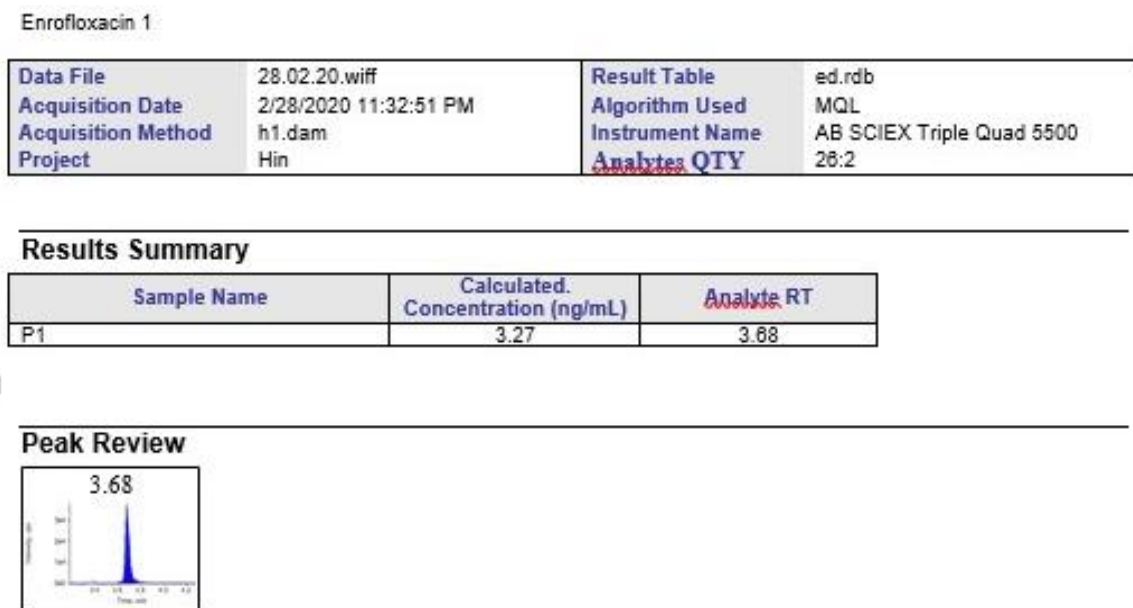 Enrofloxacin 1
Data File 28.02.20.wiff Result Table ed.rdb
Acquisition Date 2/28/2020 11:32:51 PM Algorithm Used MQL
Acquisition Method h1.dam Instrument Name AB SCIEX Triple Quad 5500
Project Hin Analytes QTY 26:2
Results Summary
Sample Name Calculated. Concentration (ng/mL) Analyte RT
P1 3.27 3.68
Peak Review
3.68